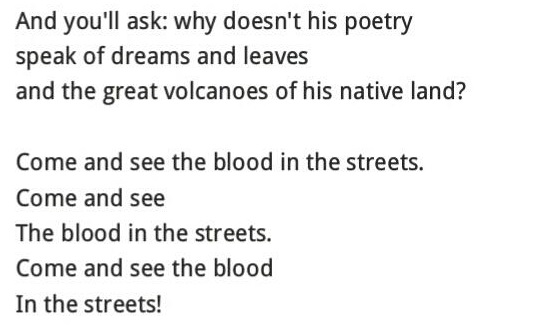 And you'll ask: why doesn't his poetry
speak of dreams and leaves
and the great volcanoes of his native land?
Come and see the blood in the streets.
Come and see
The blood in the streets.
Come and see the blood
In the streets!